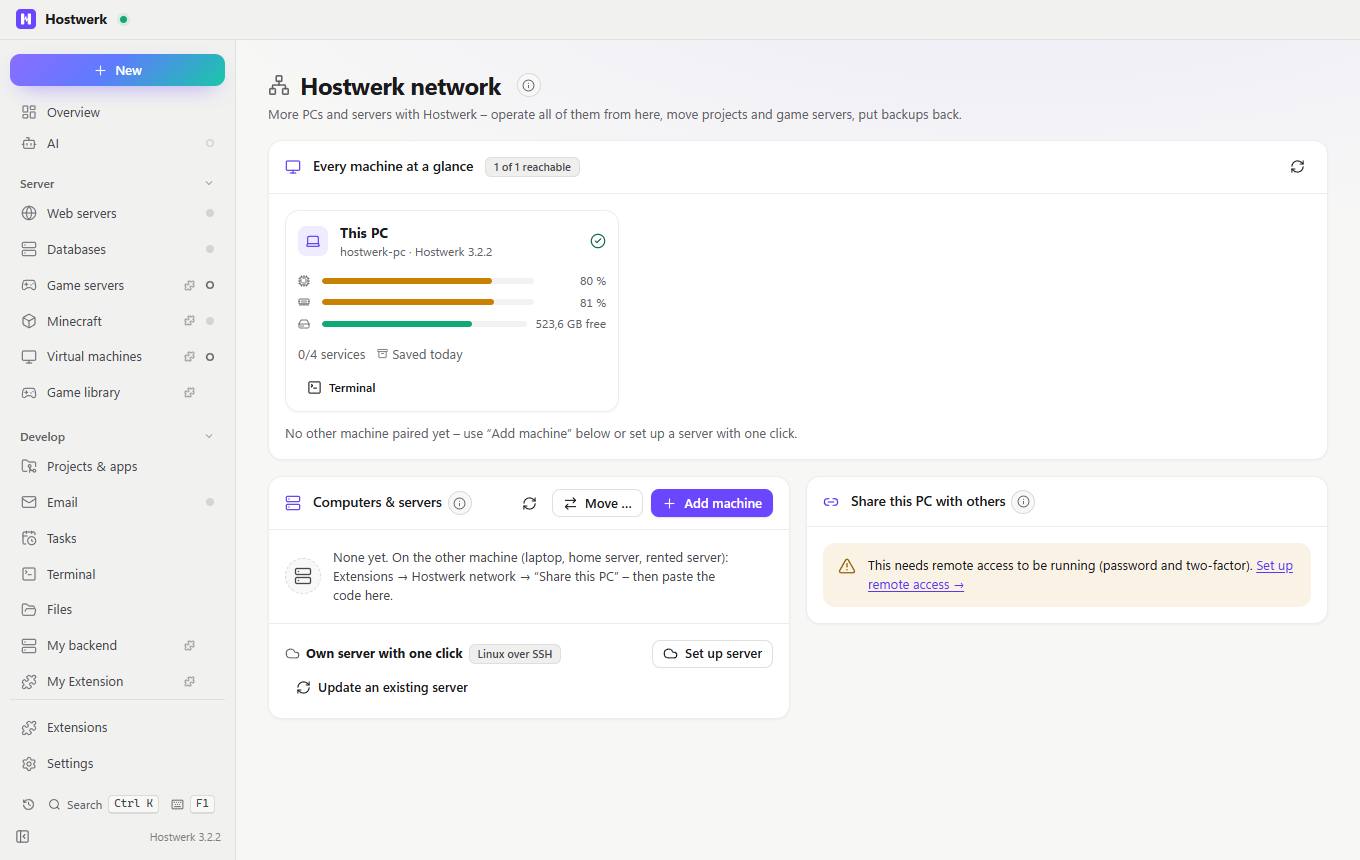 Hostwerk
New
Overview
AI
Server
Web servers
Databases
Game servers
Minecraft
Virtual machines
Game library
Develop
Projects & apps
Email
Tasks
Terminal
Files
My backend
My Extension
Extensions
Settings
Search Ctrl K F1
Hostwerk 3.2.2
Hostwerk network
More PCs and servers with Hostwerk – operate all of them from here, move projects and game servers, put backups back.
Every machine at a glance 1 of 1 reachable
This PC
hostwerk-pc · Hostwerk 3.2.2
80 %
81 %
523,6 GB free
0/4 services Saved today
Terminal
No other machine paired yet – use “Add machine” below or set up a server with one click.
Computers & servers Move ... Add machine
None yet. On the other machine (laptop, home server, rented server):
Extensions → Hostwerk network → “Share this PC” – then paste the
code here.
Own server with one click Linux over SSH Set up server
Update an existing server
Share this PC with others
This needs remote access to be running (password and two-factor). Set up
remote access →